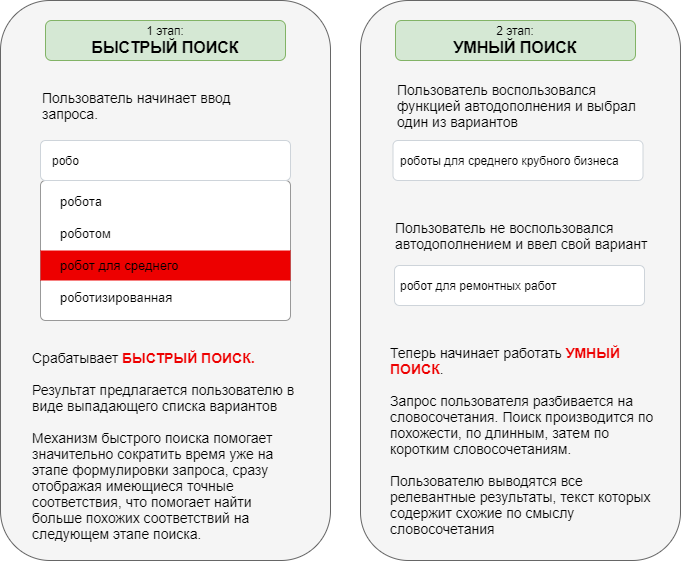 1 этап:
БЫСТРЫЙ ПОИСК
Пользователь начинает ввод
запроса.
робо
робота
роботом
робот для среднего
роботизированная
Срабатывает БЫСТРЫЙ ПОИСК.
Результат предлагается пользователю в
виде выпадающего списка вариантов
Механизм быстрого поиска помогает
значительно сократить время уже на
этапе формулировки запроса, сразу
отображая имеющиеся точные
соответствия, что помогает найти
больше похожих соответствий на
следующем этапе поиска.
2 этап:
УМНЫЙ ПОИСК
Пользователь воспользовался
функцией автодополнения и выбрал
один из вариантов
роботы для среднего крубного бизнеса
Пользователь не воспользовался
автодополнением и ввел свой вариант
робот для ремонтных работ
Теперь начинает работать УМНЫЙ
ПОИСК.
Запрос пользователя разбивается на
словосочетания. Поиск производится по
похожести, по длинным, затем по
коротким словосочетаниям.
Пользователю выводятся все
релевантные результаты, текст которых
содержит схожие по смыслу
словосочетания